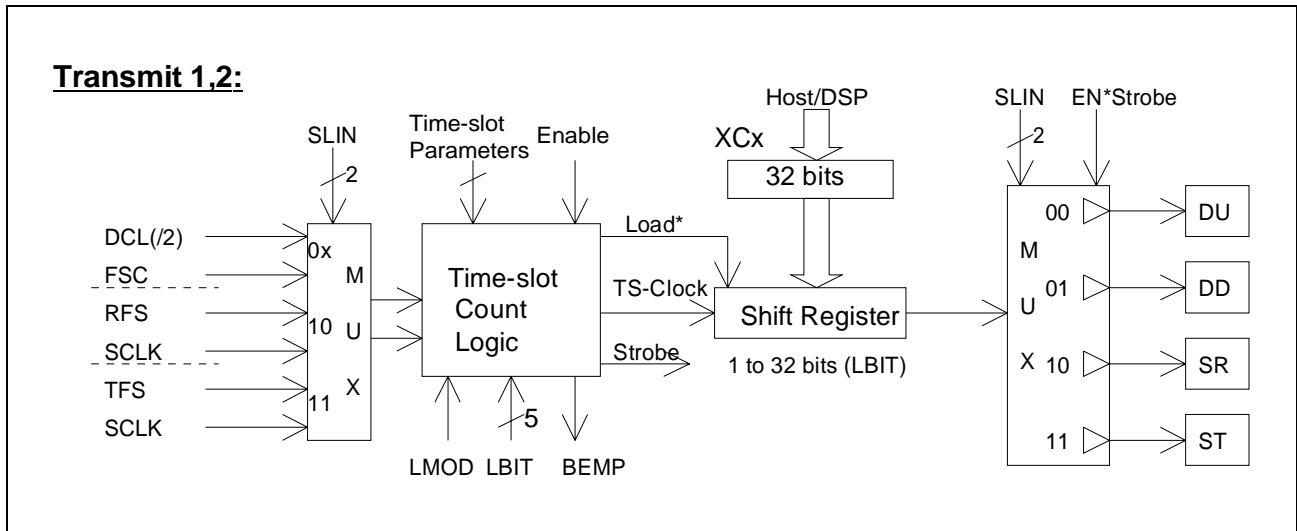 Transmit 1,2:
SLIN
2
Time-slot
Parameters
Enable
Host/DSP
XCx
32 bits
SLIN
2
EN*Strobe
DCL(/2)
FSC
RFS
SCLK
TFS
SCLK
0x
10
11
M
U
X
Time-slot
Count
Logic
Load*
TS-Clock
Strobe
Shift Register
1 to 32 bits (LBIT)
LMOD
LBIT
5
BEMP
M
U
X
00
01
10
11
DU
DD
SR
ST